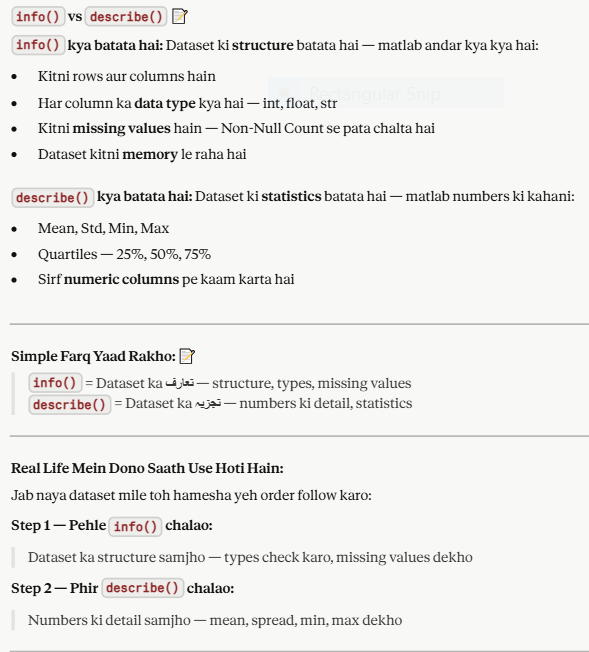 info() vs describe() 📝
info() kya batata hai: Dataset ki structure batata hai — matlab andar kya kya hai:
• Kitni rows aur columns hain
• Har column ka data type kya hai — int, float, str
• Kitni missing values hain — Non-Null Count se pata chalta hai
• Dataset kitni memory le raha hai
Rectangular Snip
describe() kya batata hai: Dataset ki statistics batata hai — matlab numbers ki kahani:
• Mean, Std, Min, Max
• Quartiles — 25%, 50%, 75%
• Sirf numeric columns pe kaam karta hai
Simple Farq Yaad Rakho: 📝
info() = Dataset ka تعارف — structure, types, missing values
describe() = Dataset ka تجزیہ — numbers ki detail, statistics
Real Life Mein Dono Saath Use Hoti Hain:
Jab naya dataset mile toh hamesha yeh order follow karo:
Step 1 — Pehle info() chalao:
Dataset ka structure samjho — types check karo, missing values dekho
Step 2 — Phir describe() chalao:
Numbers ki detail samjho — mean, spread, min, max dekho